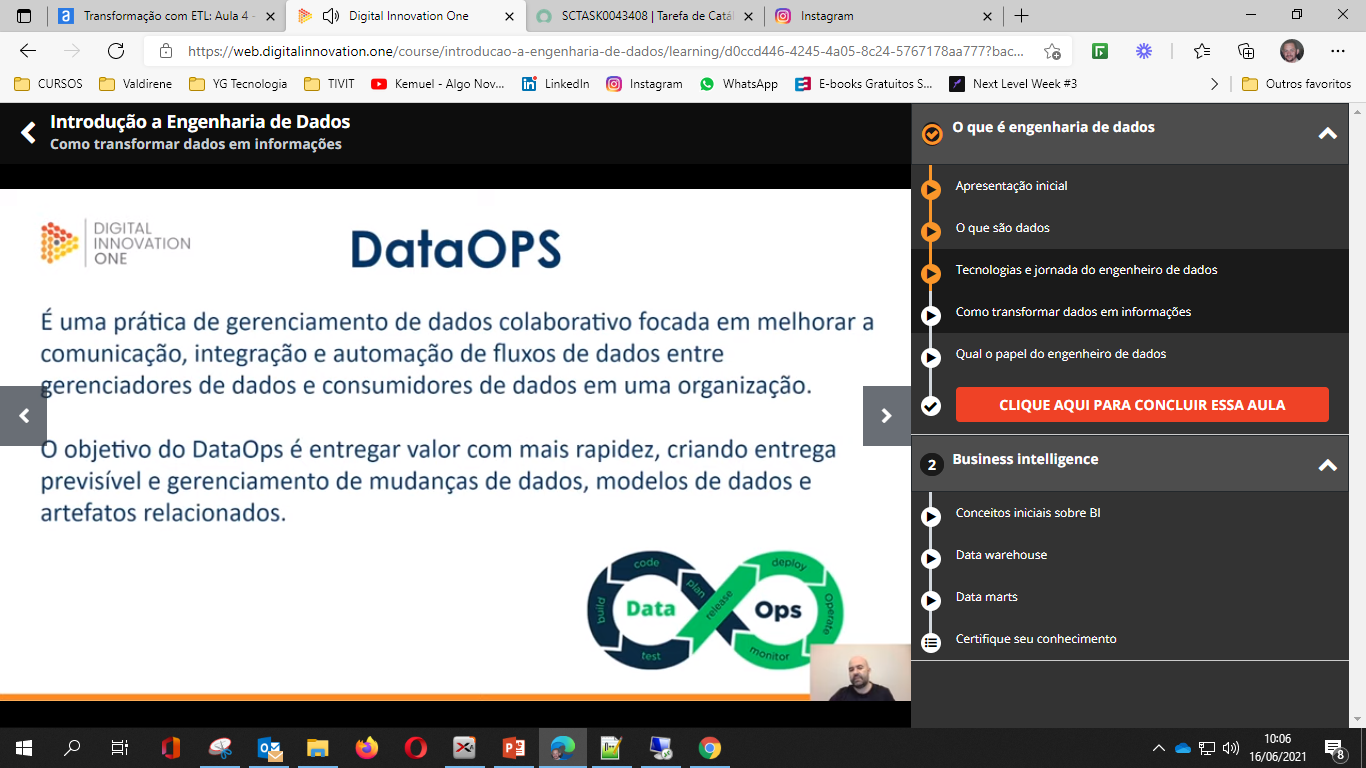 Transformação com ETL: Aula 4 -
Digital Innovation One
SCTASK0043408 | Tarefa de Catál
Instagram
https://web.digitalinnovation.one/course/introducao-a-engenharia-de-dados/learning/d0ccd446-4245-4a05-8c24-5767178aa777?bac...
CURSOS
Valdirene
YG Tecnologia
TIVIT
Kemuel - Algo Nov...
LinkedIn
Instagram
WhatsApp
E-books Gratuitos S...
Next Level Week #3
Outros favoritos
Introdução a Engenharia de Dados
Como transformar dados em informações
DIGITAL
INNOVATION
ONE
DataOPS
É uma prática de gerenciamento de dados colaborativo focada em melhorar a
comunicação, integração e automação de fluxos de dados entre
gerenciadores de dados e consumidores de dados em uma organização.
O objetivo do DataOps é entregar valor com mais rapidez, criando entrega
previsível e gerenciamento de mudanças de dados, modelos de dados e
artefatos relacionados.
code
build
test
plan
release
deploy
Operate
monitor
Data
Ops
O que é engenharia de dados
Apresentação inicial
O que são dados
Tecnologias e jornada do engenheiro de dados
Como transformar dados em informações
Qual o papel do engenheiro de dados
CLIQUE AQUI PARA CONCLUIR ESSA AULA
2
Business intelligence
Conceitos iniciais sobre BI
Data warehouse
Data marts
Certifique seu conhecimento
10:06
16/06/2021
8